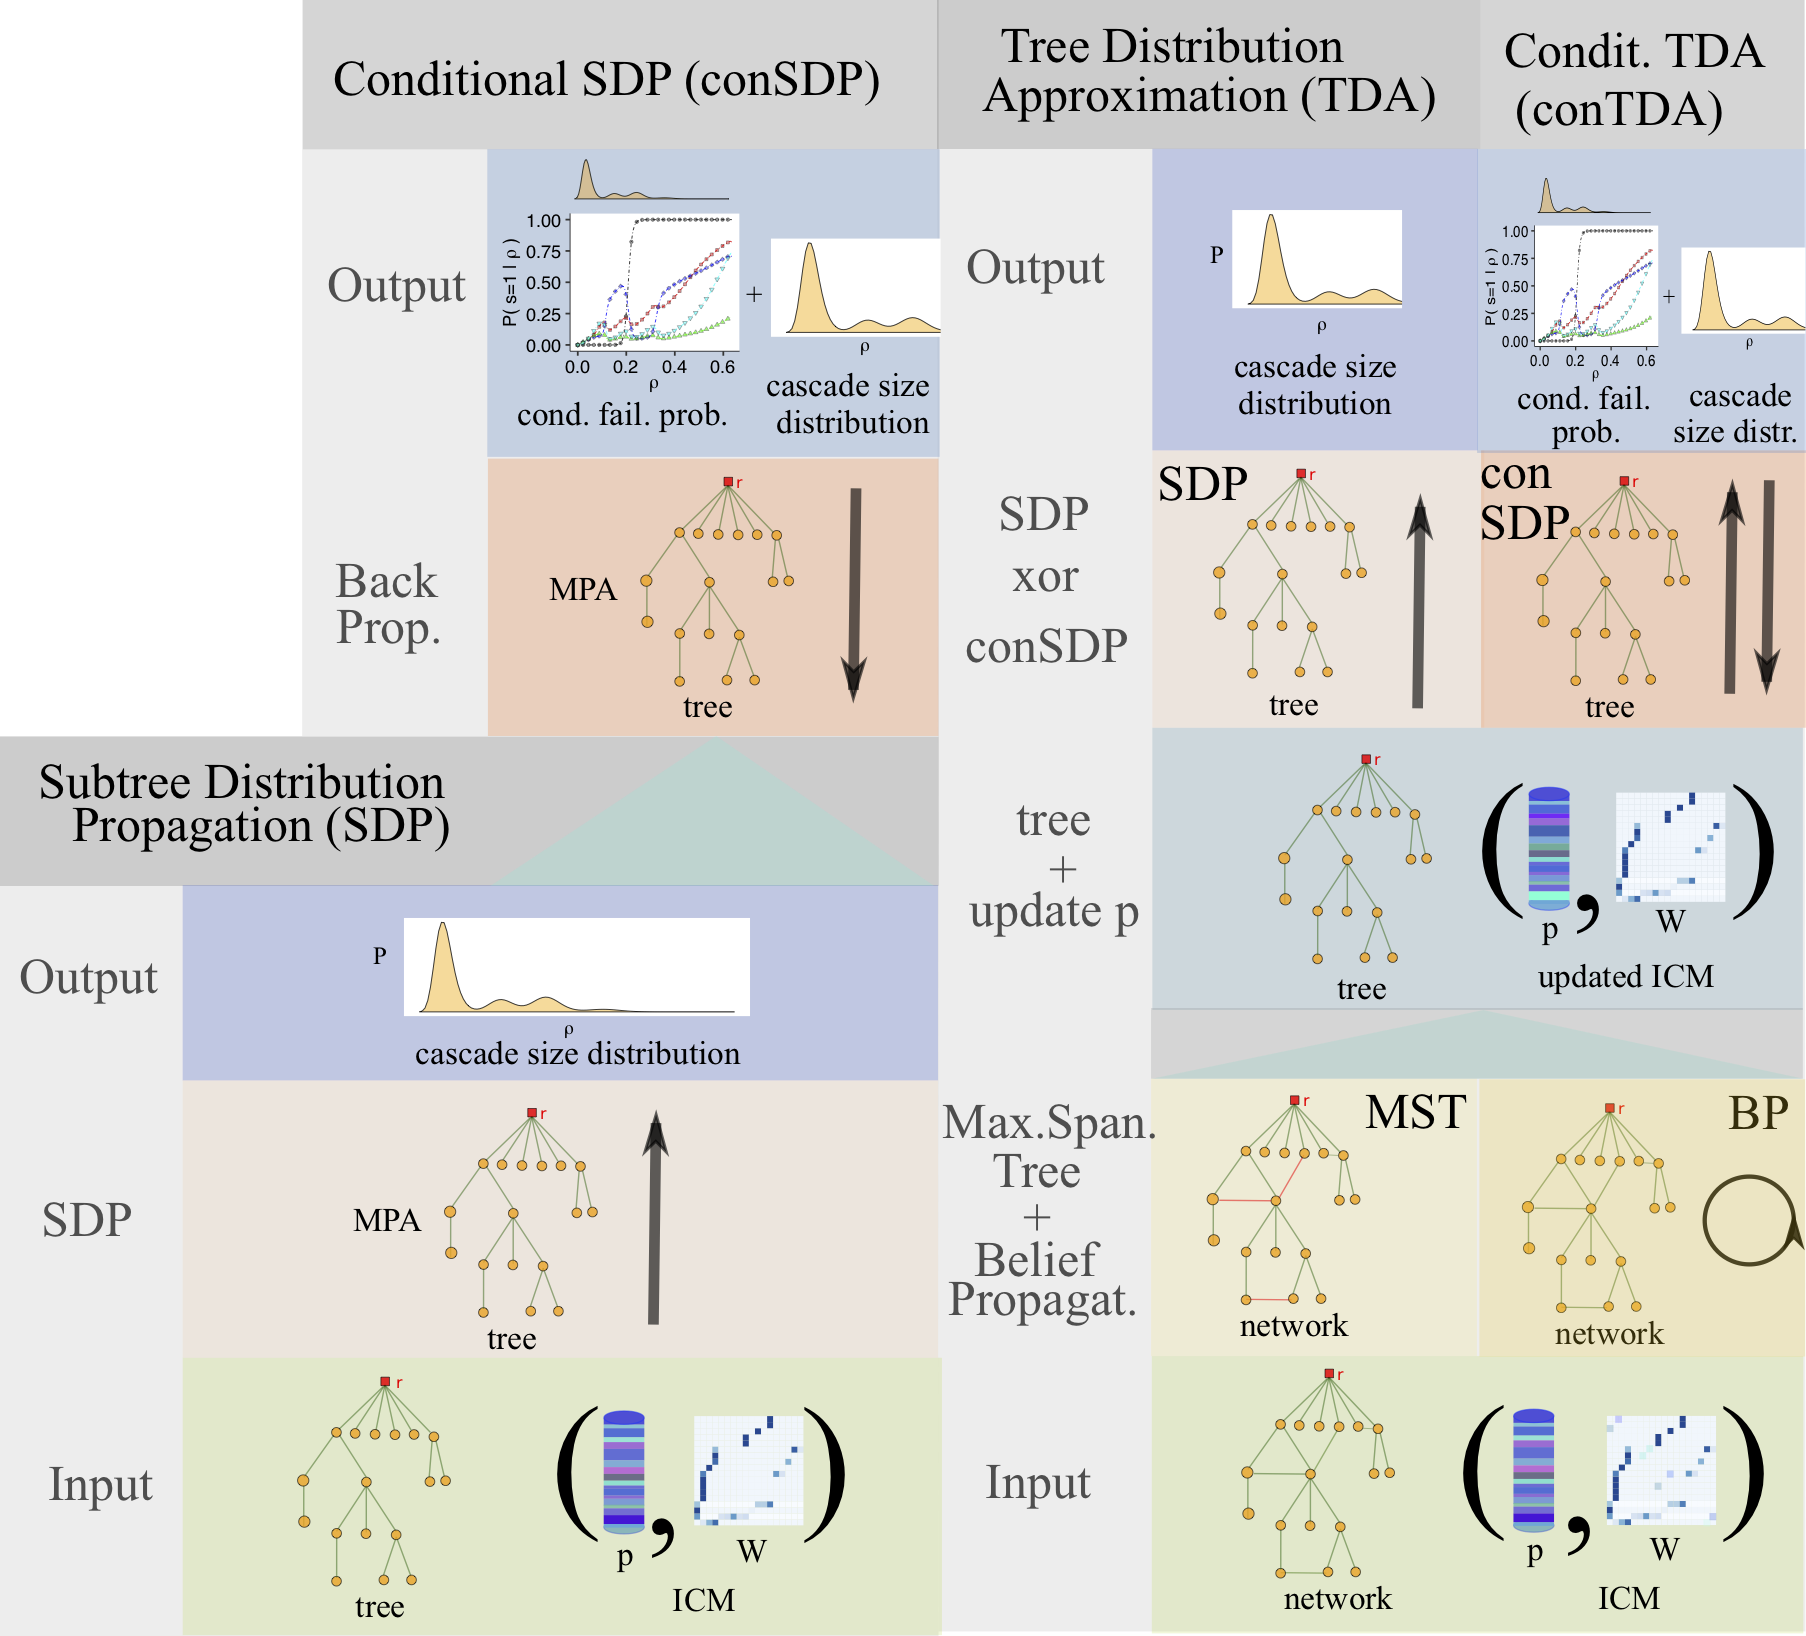 Conditional SDP (conSDP)
Output
1.00
0.75
0.50
0.25
0.00
P( s=1 | ρ )
0.0 0.2 0.4 0.6
ρ
cond. fail. prob.
+
ρ
cascade size
distribution
Back
Prop.
MPA
r
tree
Subtree Distribution
Propagation (SDP)
Output
P
ρ
cascade size distribution
SDP
MPA
r
tree
Input
r
tree
( p , W )
ICM
Tree Distribution
Approximation (TDA)
Condit. TDA
(conTDA)
Output
P
ρ
cascade size
distribution
1.00
0.75
0.50
0.25
0.00
P( s=1 | ρ )
0.0 0.2 0.4 0.6
ρ
cond. fail.
prob.
+
ρ
cascade
size distr.
SDP
xor
conSDP
SDP
r
tree
con
SDP
r
tree
tree
+
update p
r
tree
( p , W )
updated ICM
Max.Span.
Tree
+
Belief
Propagat.
MST
r
network
BP
r
network
Input
r
network
( p , W )
ICM